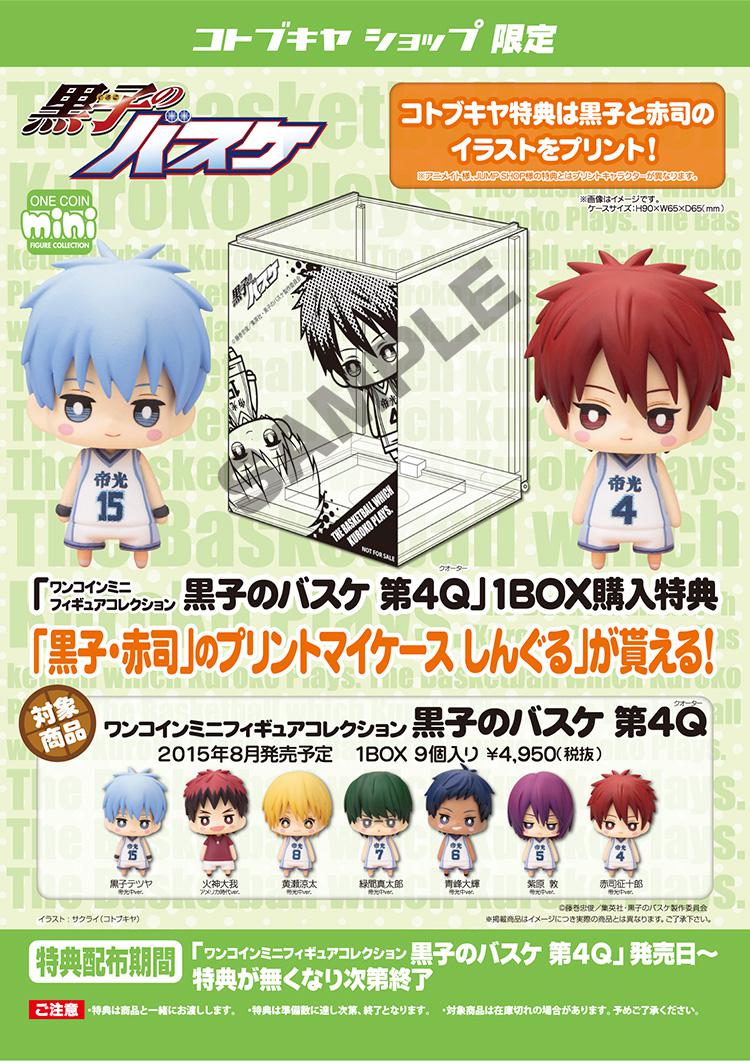 コトブキヤ ショップ 限定
黒子の
バスケ
コトブキヤ特典は黒子と赤司の
イラストをプリント！
※アニメイト様、JUMP SHOP様の特典とはプリントキャラクターが異なります。
※画像はイメージです。
ケースサイズ：H90×W65×D65（mm）
ONE COIN
mini
FIGURE COLLECTION
黒子のバスケ
SAMPLE
THE BASKETBALL WHICH
KUROKO PLAYS.
NOT FOR SALE
帝光
15
帝光
4
クオーター
「ワンコインミニフィギュアコレクション 黒子のバスケ 第4Q」1BOX購入特典
「黒子・赤司」のプリントマイケース しんぐる」が貰える！
対象
商品
クオーター
ワンコインミニフィギュアコレクション 黒子のバスケ 第4Q
2015年8月発売予定 1BOX 9個入り ¥4,950（税抜）
黒子テツヤ
帝光中ver.
火神大我
アメリカ時代ver.
黄瀬涼太
帝光中ver.
緑間真太郎
帝光中ver.
青峰大輝
帝光中ver.
紫原 敦
帝光中ver.
赤司征十郎
帝光中ver.
©藤巻忠俊／集英社・黒子のバスケ製作委員会
イラスト：サクライ（コトブキヤ）
※掲載商品はイメージにつき実際の商品とは異なります。ご了承下さい。
特典配布期間
「ワンコインミニフィギュアコレクション 黒子のバスケ 第4Q」発売日～
特典が無くなり次第終了
ご注意 ・特典は商品と一緒にお渡しします。 ・特典は準備数に達し次第、終了となります。 ・対象商品は在庫切れの場合があります。予めご了承ください。